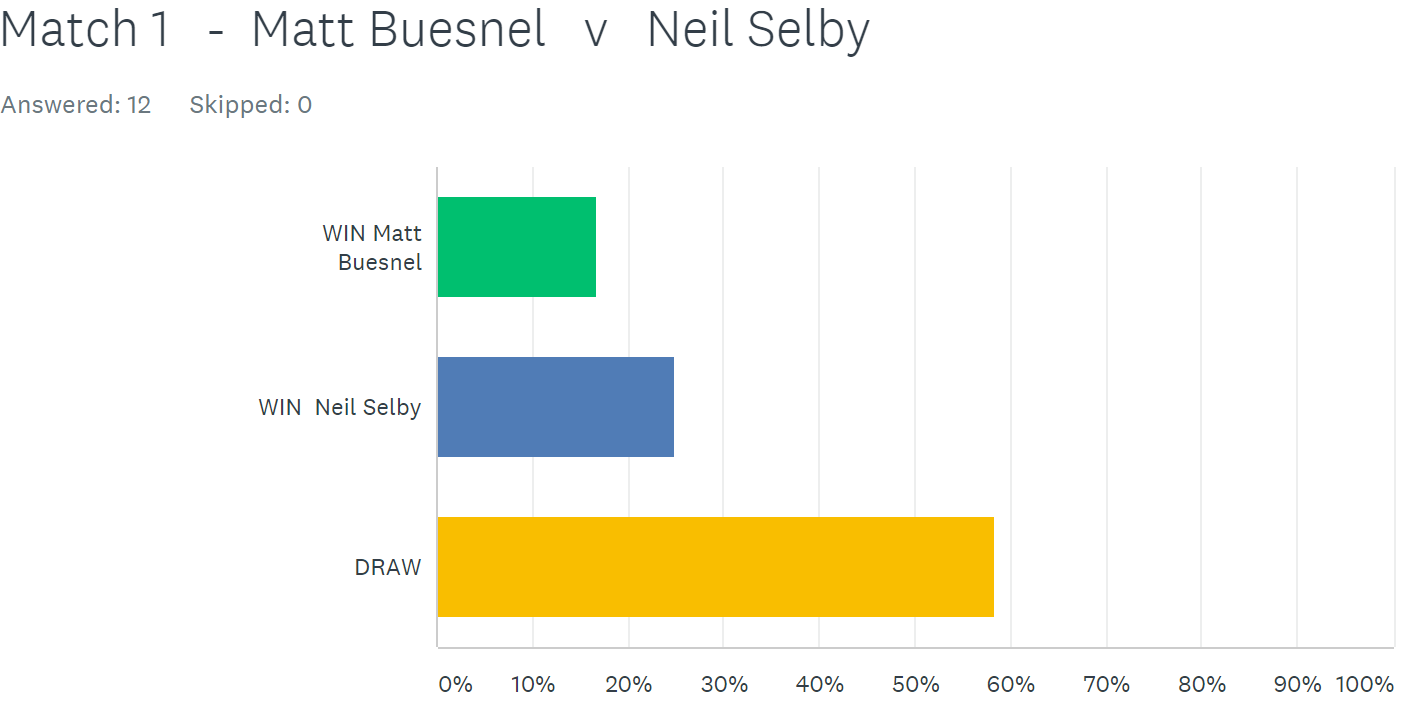 Match 1 - Matt Buesnel v Neil Selby
Answered: 12 Skipped: 0
WIN Matt
Buesnel
WIN Neil Selby
DRAW
0% 10% 20% 30% 40% 50% 60% 70% 80% 90% 100%